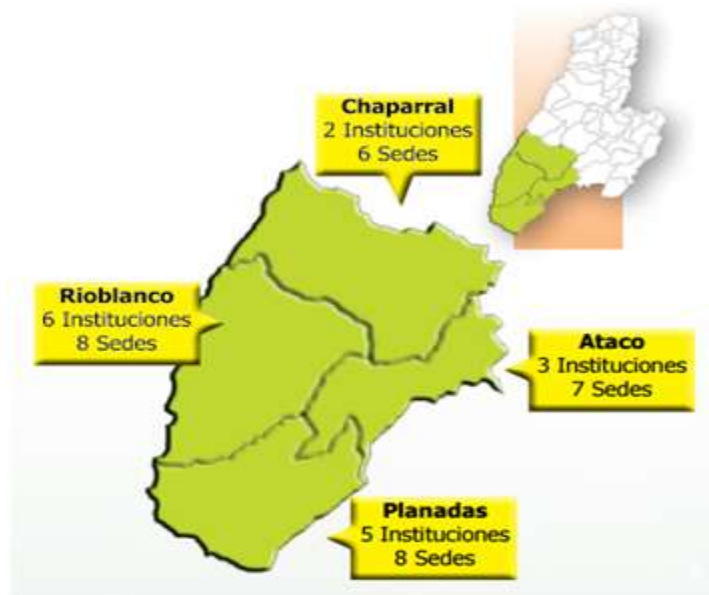 Chaparral
2 Instituciones
6 Sedes
Rioblanco
6 Instituciones
8 Sedes
Ataco
3 Instituciones
7 Sedes
Planadas
5 Instituciones
8 Sedes